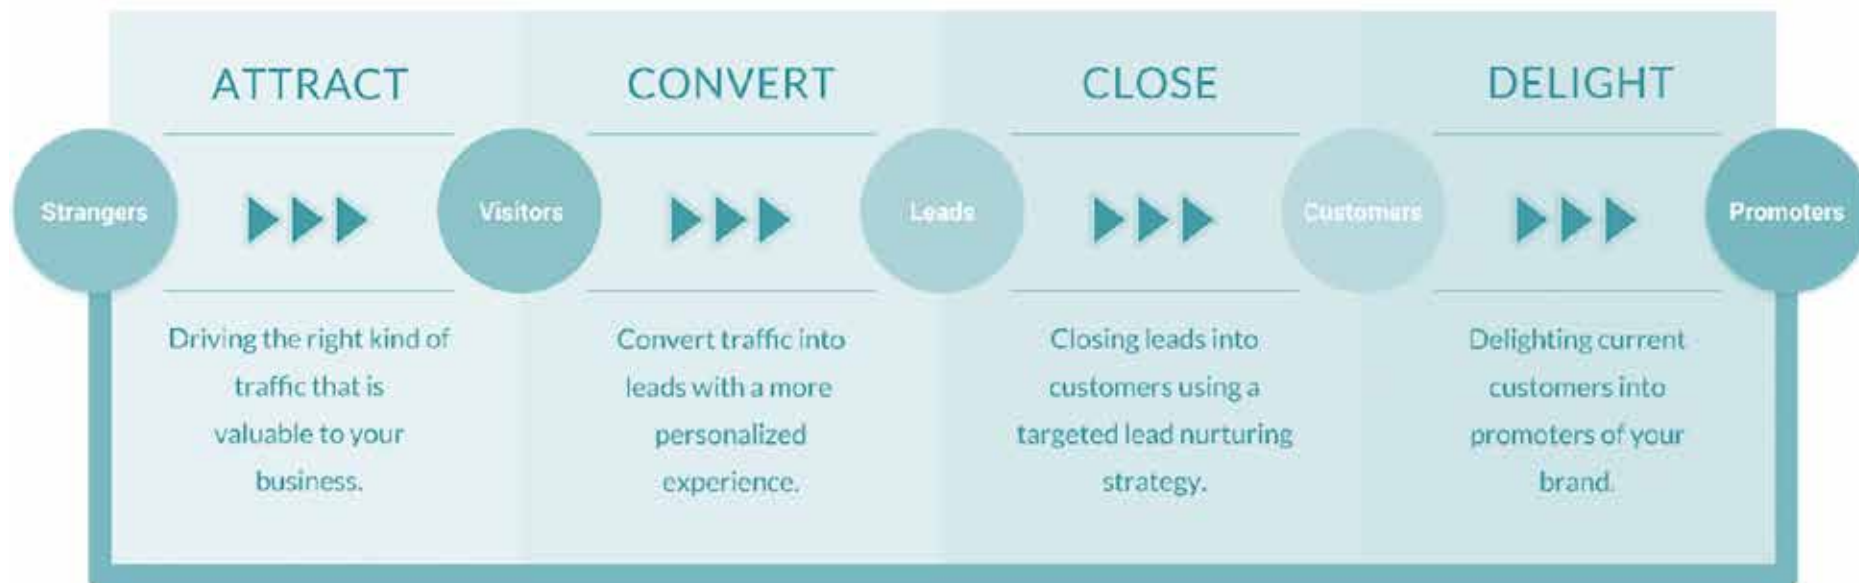 ATTRACT
CONVERT
CLOSE
DELIGHT
Strangers
Visitors
Leads
Customers
Promoters
Driving the right kind of
traffic that is
valuable to your
business.
Convert traffic into
leads with a more
personalized
experience.
Closing leads into
customers using a
targeted lead nurturing
strategy.
Delighting current
customers into
promoters of your
brand.